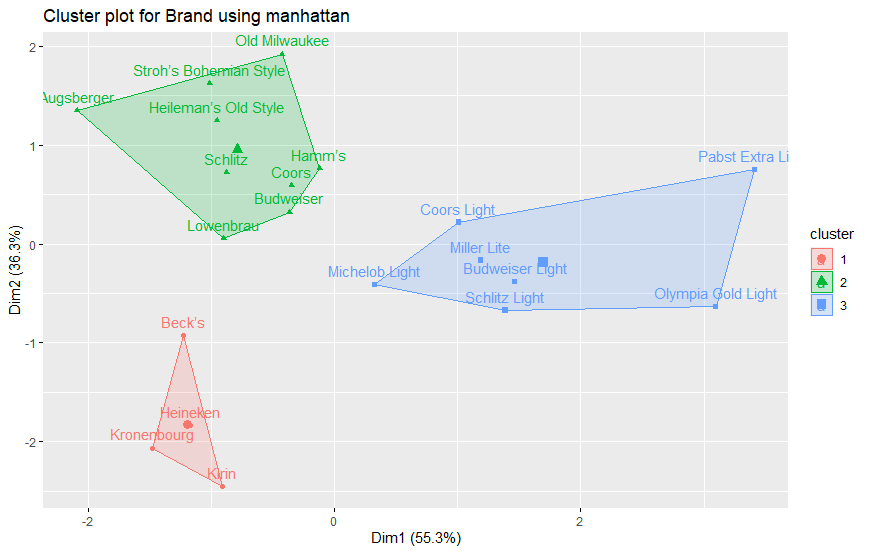 Cluster plot for Brand using manhattan
Old Milwaukee
Stroh's Bohemian Style
Augsberger
Heileman's Old Style
Schlitz
Hamm's
Coors
Budweiser
Lowenbrau
Pabst Extra Li
Coors Light
Miller Lite
Budweiser Light
Michelob Light
Schlitz Light
Olympia Gold Light
Beck's
Heineken
Kronenbourg
Kirin
2
1
0
-1
-2
Dim2 (36.3%)
-2
0
2
Dim1 (55.3%)
cluster
1
2
3